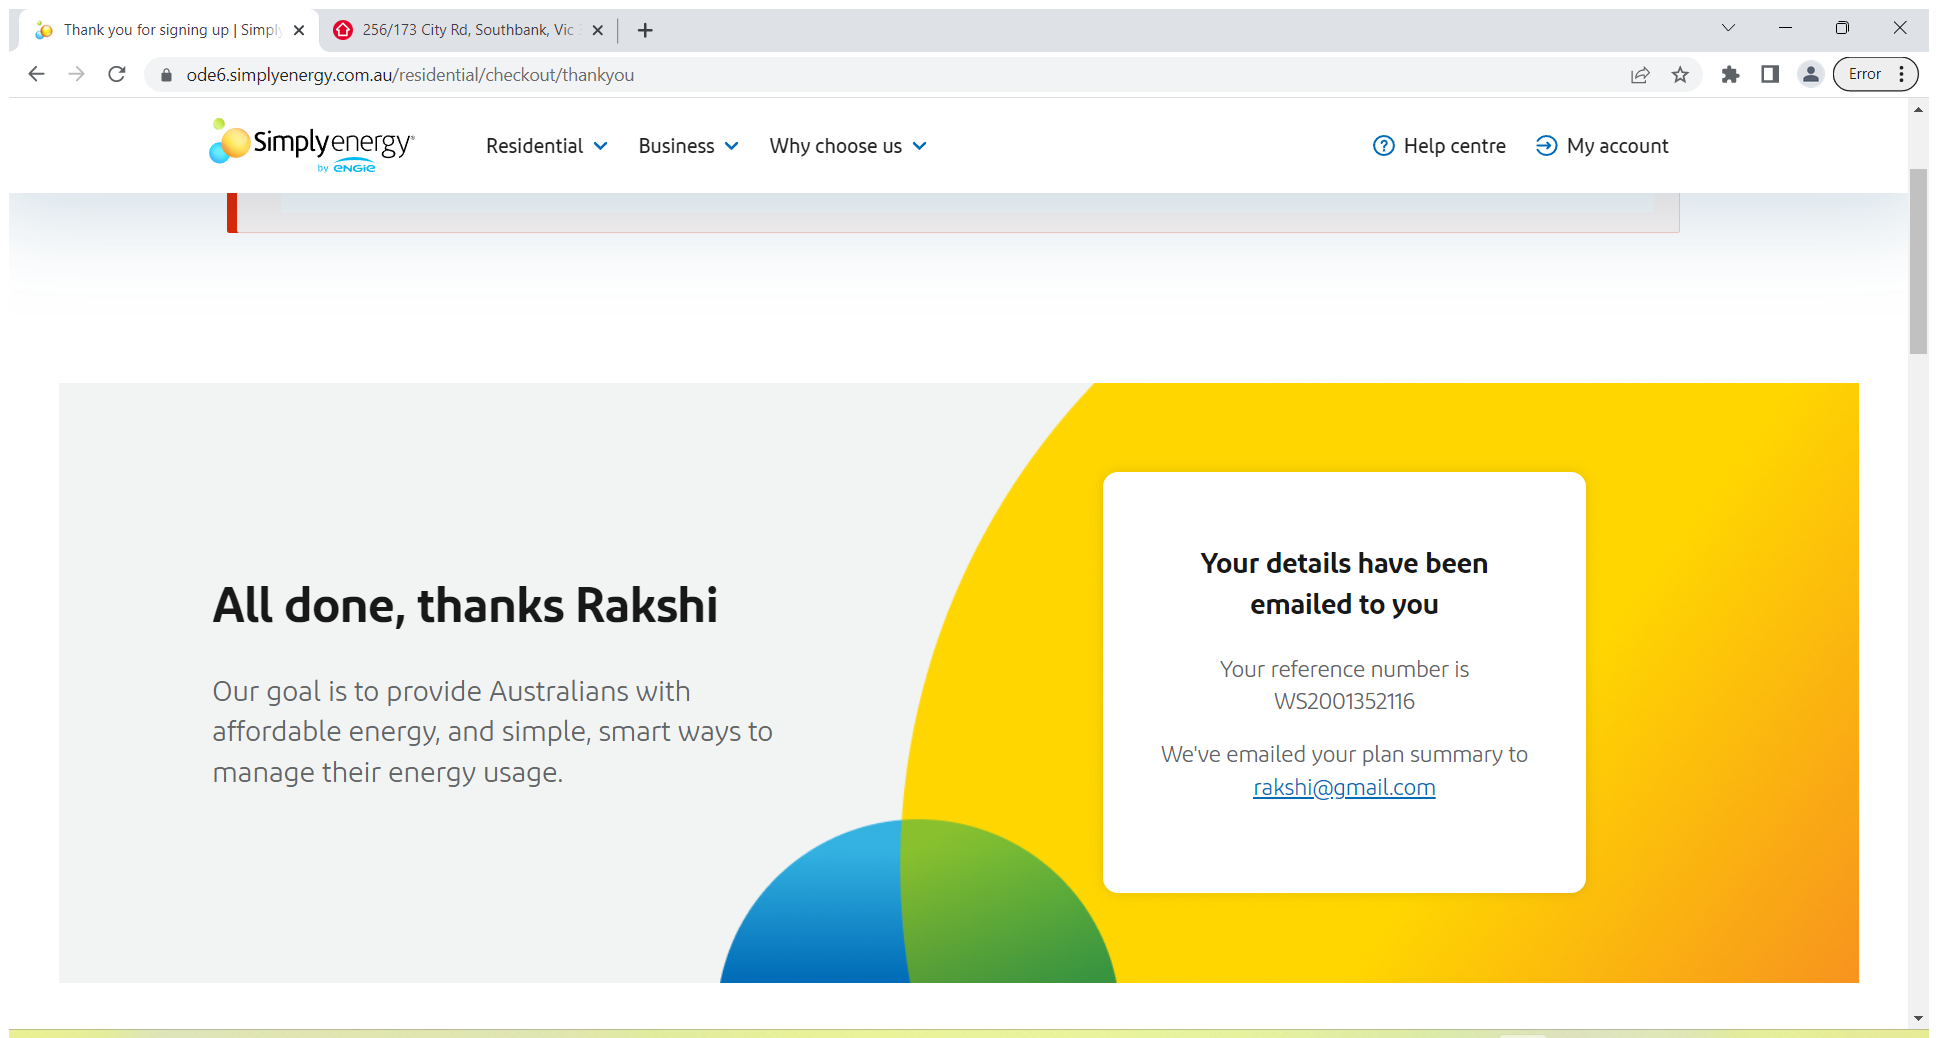 Thank you for signing up | Simply
256/173 City Rd, Southbank, Vic
ode6.simplyenergy.com.au/residential/checkout/thankyou
Error
Simplyenergy
by ENGIE
Residential
Business
Why choose us
Help centre
My account
All done, thanks Rakshi
Our goal is to provide Australians with
affordable energy, and simple, smart ways to
manage their energy usage.
Your details have been
emailed to you
Your reference number is
WS2001352116
We've emailed your plan summary to
rakshi@gmail.com